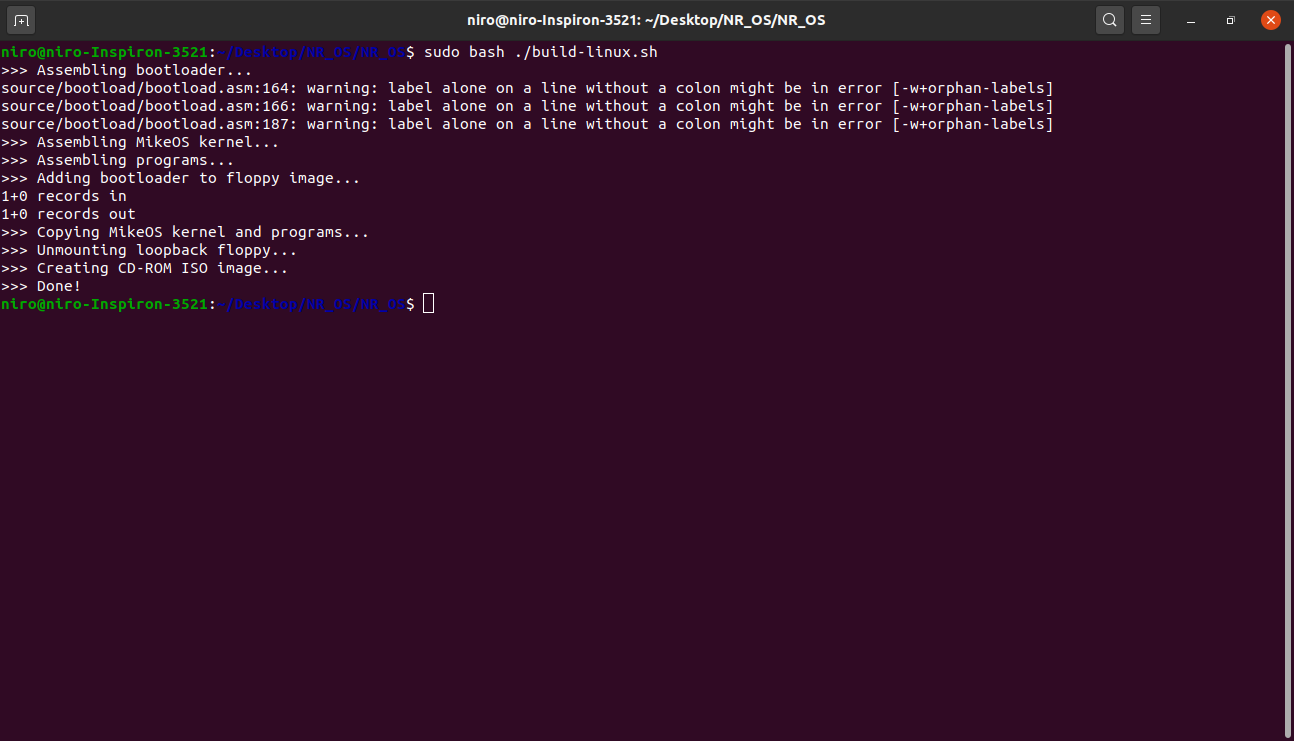 niro@niro-Inspiron-3521: ~/Desktop/NR_OS/NR_OS
niro@niro-Inspiron-3521:~/Desktop/NR_OS/NR_OS$ sudo bash ./build-linux.sh
>>> Assembling bootloader...
source/bootload/bootload.asm:164: warning: label alone on a line without a colon might be in error [-w+orphan-labels]
source/bootload/bootload.asm:166: warning: label alone on a line without a colon might be in error [-w+orphan-labels]
source/bootload/bootload.asm:187: warning: label alone on a line without a colon might be in error [-w+orphan-labels]
>>> Assembling MikeOS kernel...
>>> Assembling programs...
>>> Adding bootloader to floppy image...
1+0 records in
1+0 records out
>>> Copying MikeOS kernel and programs...
>>> Unmounting loopback floppy...
>>> Creating CD-ROM ISO image...
>>> Done!
niro@niro-Inspiron-3521:~/Desktop/NR_OS/NR_OS$